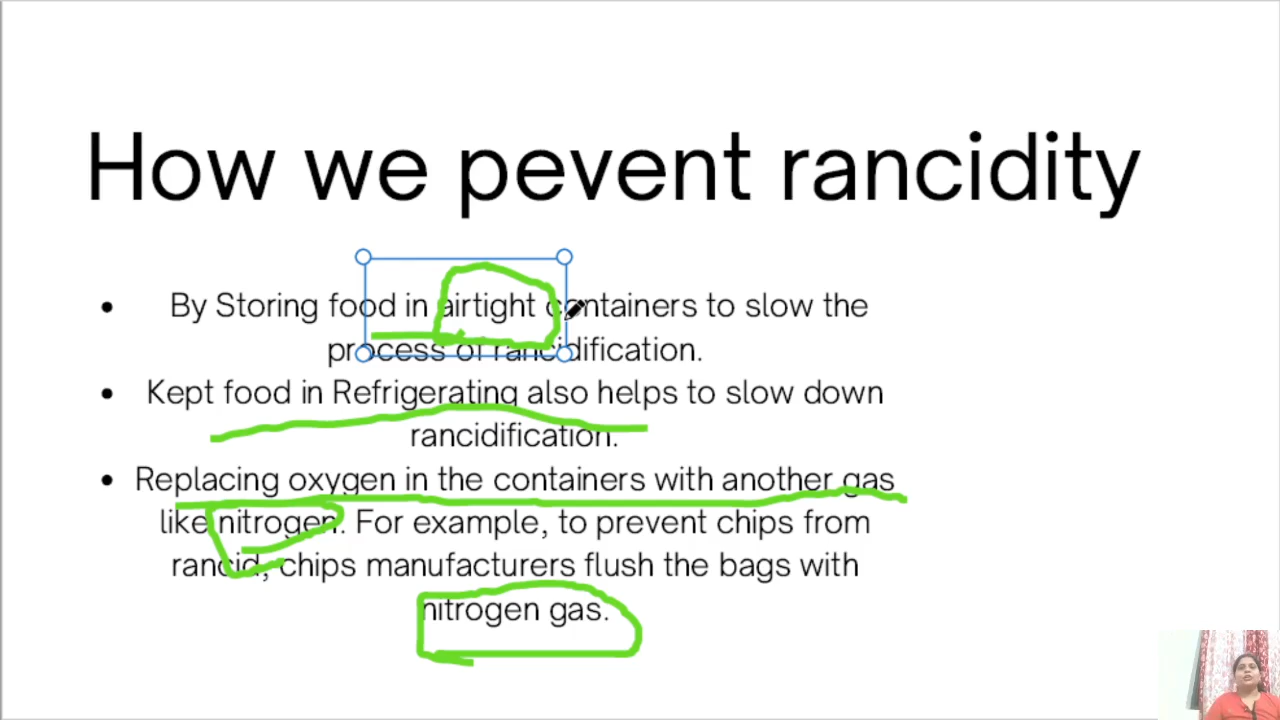 How we pevent rancidity
• By Storing food in airtight containers to slow the
process of rancidification.
• Kept food in Refrigerating also helps to slow down
rancidification.
• Replacing oxygen in the containers with another gas
like nitrogen. For example, to prevent chips from
rancid, chips manufacturers flush the bags with
nitrogen gas.